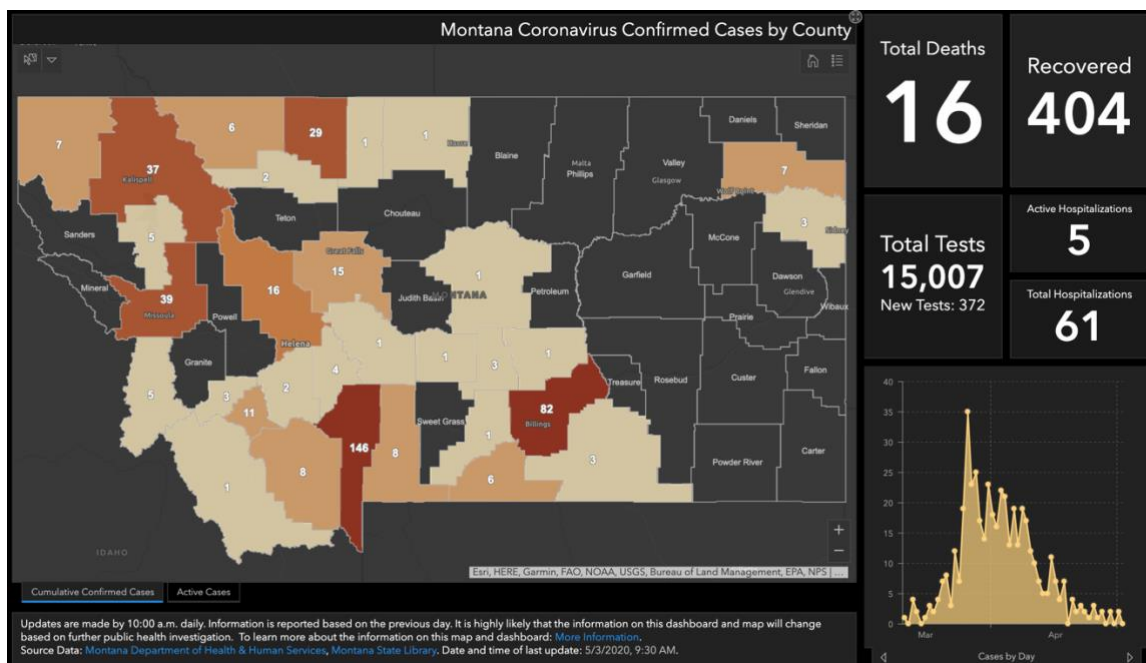 Montana Coronavirus Confirmed Cases by County
7
37
Kalispell
6
29
1
1
Havre
Blaine
Malta
Phillips
Valley
Glasgow
Daniels
Sheridan
7
Wolf Point
2
Sanders
5
Teton
Chouteau
3
Sidney
McCone
Great Falls
15
1
MONTANA
Garfield
Dawson
Glendive
Mineral
39
Missoula
Powell
16
Judith Basin
Petroleum
Wibaux
Prairie
Helena
Granite
1
1
3
1
Treasure
Rosebud
Custer
Fallon
5
3
2
4
11
146
8
Sweet Grass
1
82
Billings
3
Powder River
Carter
1
8
6
IDAHO
+
−
Esri, HERE, Garmin, FAO, NOAA, USGS, Bureau of Land Management, EPA, NPS | ...
Cumulative Confirmed Cases
Active Cases
Updates are made by 10:00 a.m. daily. Information is reported based on the previous day. It is highly likely that the information on this dashboard and map will change
based on further public health investigation. To learn more about the information on this map and dashboard: More Information.
Source Data: Montana Department of Health & Human Services, Montana State Library. Date and time of last update: 5/3/2020, 9:30 AM.
Total Deaths
16
Recovered
404
Total Tests
15,007
New Tests: 372
Active Hospitalizations
5
Total Hospitalizations
61
40
35
30
25
20
15
10
5
0
Mar
Apr
Cases by Day